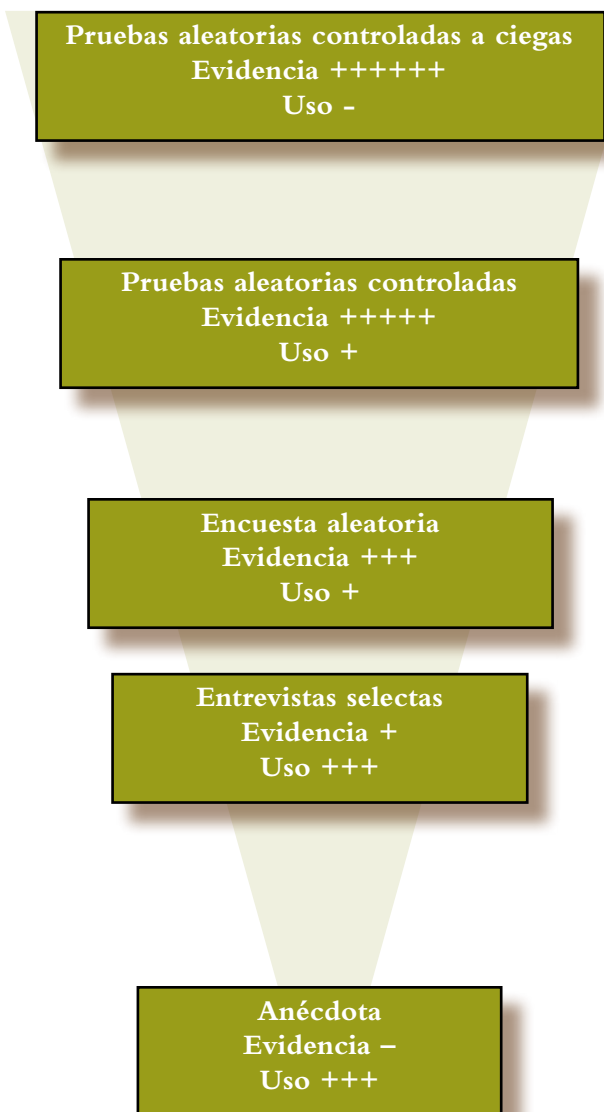 Pruebas aleatorias controladas a ciegas
Evidencia ++++++
Uso -
Pruebas aleatorias controladas
Evidencia +++++
Uso +
Encuesta aleatoria
Evidencia +++
Uso +
Entrevistas selectas
Evidencia +
Uso +++
Anécdota
Evidencia –
Uso +++